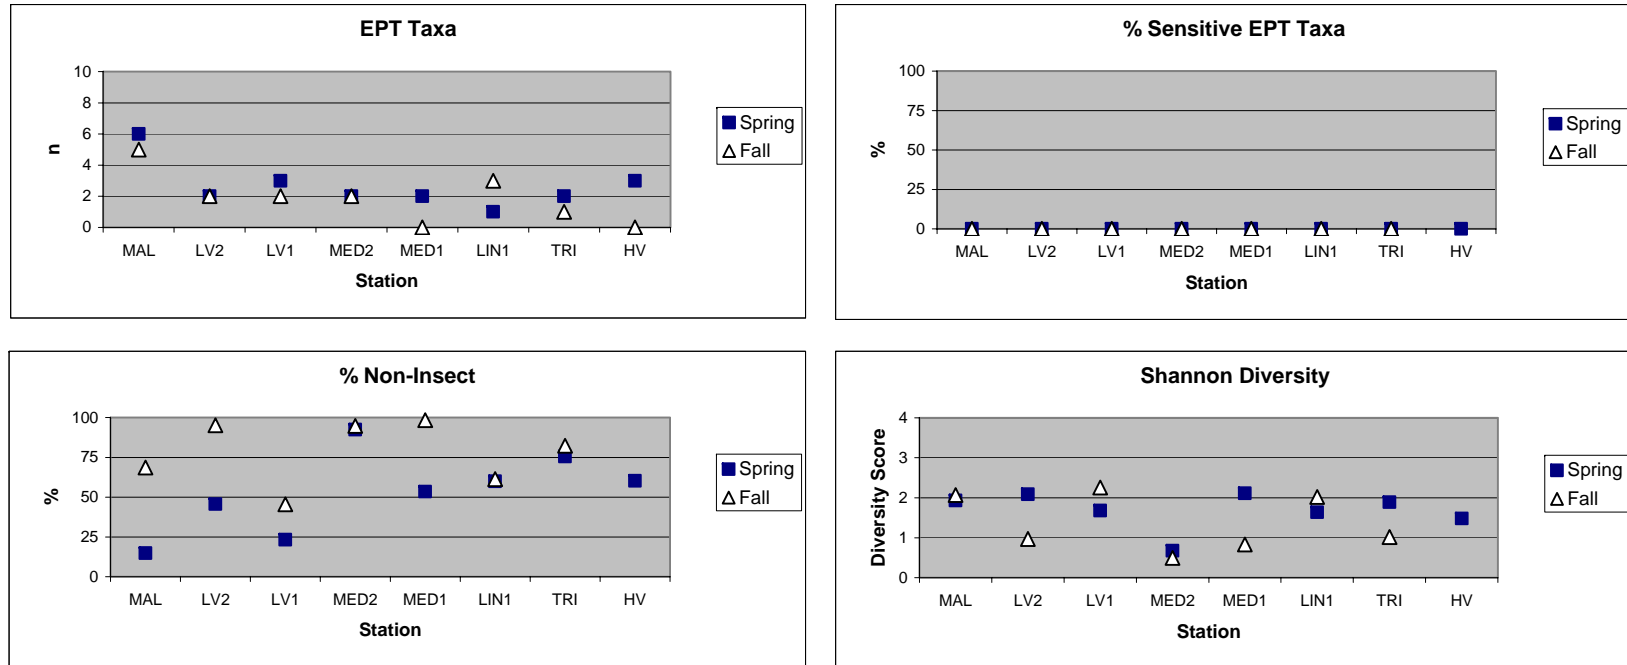 EPT Taxa
10
8
6
4
2
0
n
MAL LV2 LV1 MED2 MED1 LIN1 TRI HV
Station
Spring
Fall
% Sensitive EPT Taxa
100
75
50
25
0
%
MAL LV2 LV1 MED2 MED1 LIN1 TRI HV
Station
Spring
Fall
% Non-Insect
100
75
50
25
0
%
MAL LV2 LV1 MED2 MED1 LIN1 TRI HV
Station
Spring
Fall
Shannon Diversity
4
3
2
1
0
Diversity Score
MAL LV2 LV1 MED2 MED1 LIN1 TRI HV
Station
Spring
Fall